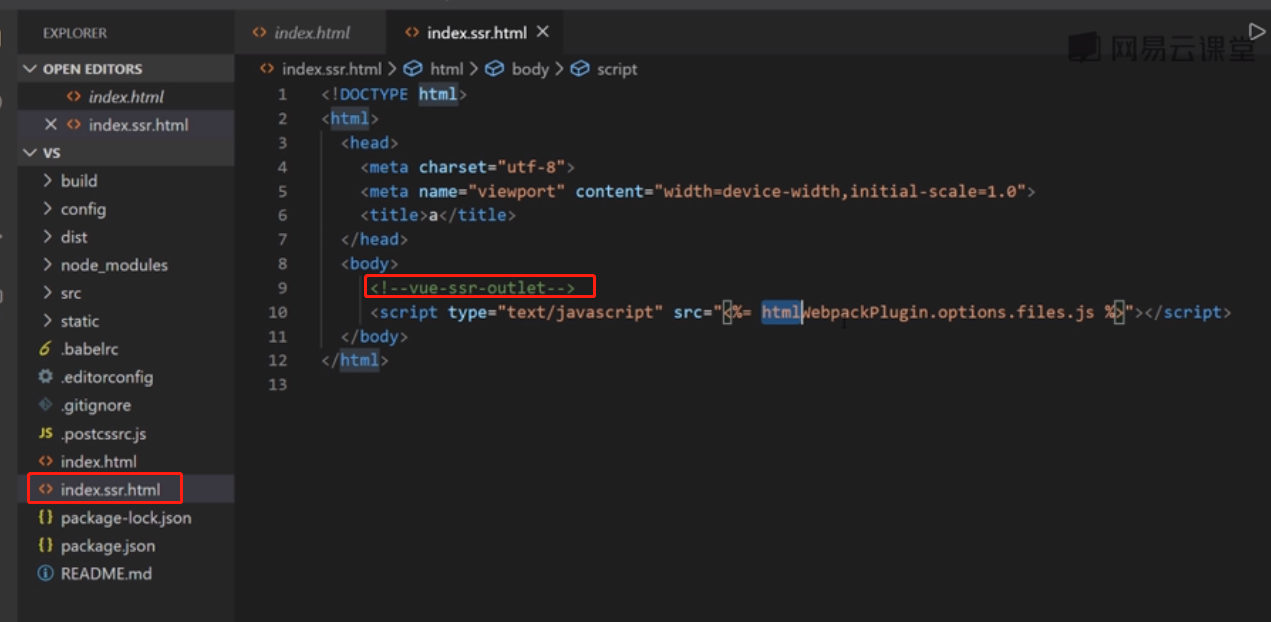 EXPLORER
index.html
index.ssr.html
网易云课堂
OPEN EDITORS
index.html
index.ssr.html
VS
build
config
dist
node_modules
src
static
.babelrc
.editorconfig
.gitignore
.postcssrc.js
index.html
index.ssr.html
package-lock.json
package.json
README.md
index.ssr.html > html > body > script
1 <!DOCTYPE html>
2 <html>
3 <head>
4 <meta charset="utf-8">
5 <meta name="viewport" content="width=device-width,initial-scale=1.0">
6 <title>a</title>
7 </head>
8 <body>
9 <!--vue-ssr-outlet-->
10 <script type="text/javascript" src="<%= htmlWebpackPlugin.options.files.js %>"></script>
11 </body>
12 </html>
13